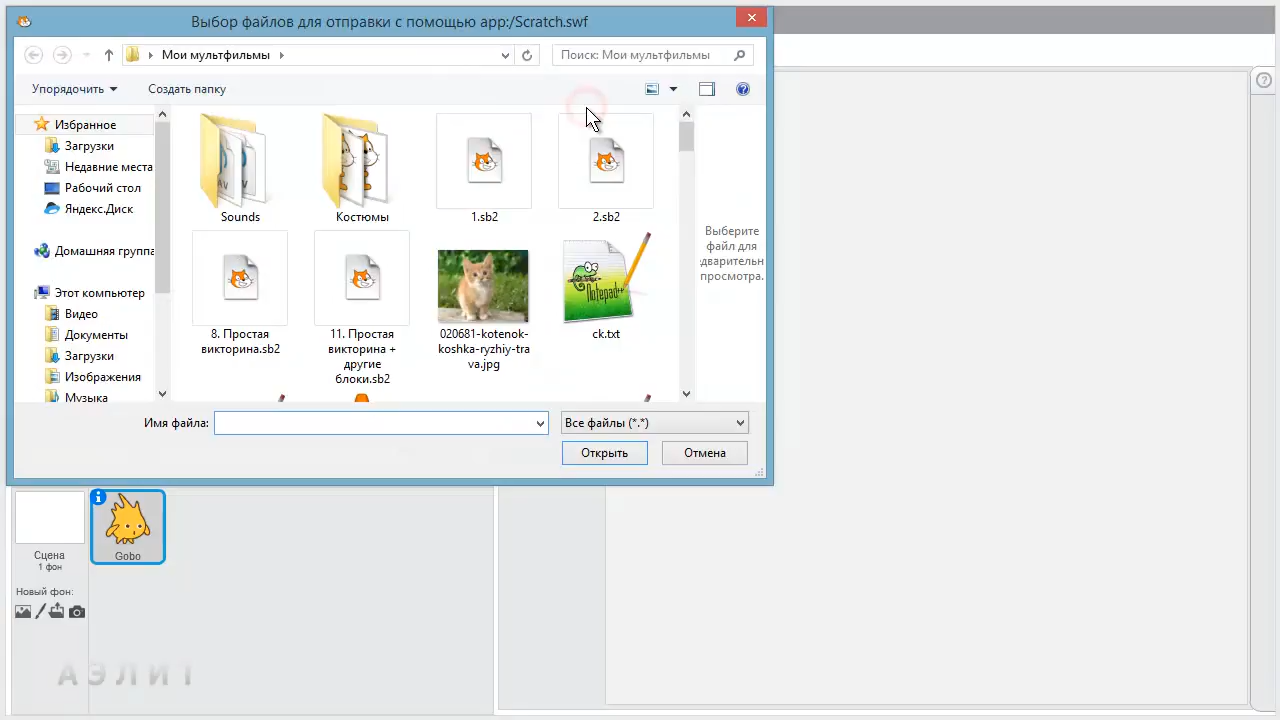 Выбор файлов для отправки с помощью app:/Scratch.swf
Мои мультфильмы
Поиск: Мои мультфильмы
Упорядочить
Создать папку
Избранное
Загрузки
Недавние места
Рабочий стол
Яндекс.Диск
Домашняя группа
Этот компьютер
Видео
Документы
Загрузки
Изображения
Музыка
Sounds
Костюмы
1.sb2
2.sb2
8. Простая
викторина.sb2
11. Простая
викторина +
другие
блоки.sb2
020681-kotenok-
koshka-ryzhiy-tra
va.jpg
Notepad++
ck.txt
Выберите
файл для
едварительн
просмотра.
Имя файла:
Все файлы (*.*)
Открыть
Отмена
Сцена
1 фон
Новый фон:
Gobo
АЭЛИТ